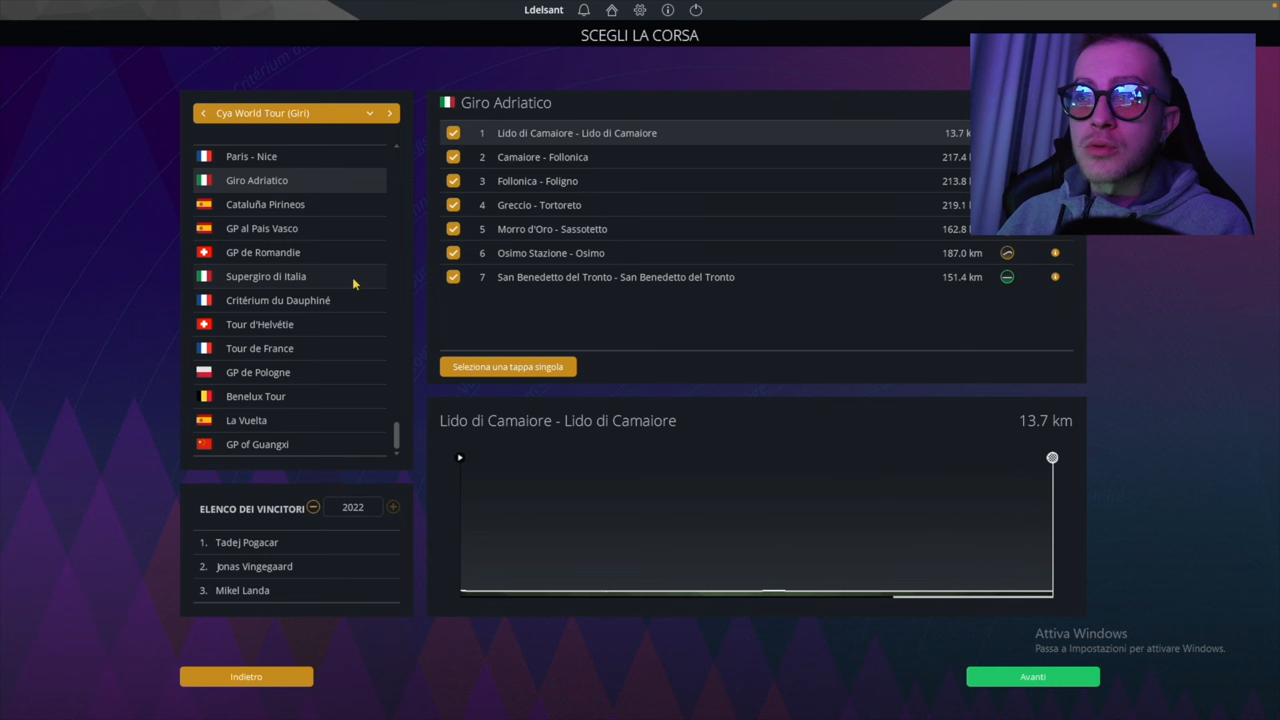 Ldelsant
SCEGLI LA CORSA
Cya World Tour (Giri)
Paris - Nice
Giro Adriatico
Cataluña Pirineos
GP al Pais Vasco
GP de Romandie
Supergiro di Italia
Critérium du Dauphiné
Tour d'Helvétie
Tour de France
GP de Pologne
Benelux Tour
La Vuelta
GP of Guangxi
ELENCO DEI VINCITORI 2022
1. Tadej Pogacar
2. Jonas Vingegaard
3. Mikel Landa
Giro Adriatico
1 Lido di Camaiore - Lido di Camaiore 13.7
2 Camaiore - Follonica 217.4
3 Follonica - Foligno 213.8
4 Greccio - Tortoreto 219.1
5 Morro d'Oro - Sassotetto 162.8
6 Osimo Stazione - Osimo 187.0 km
7 San Benedetto del Tronto - San Benedetto del Tronto 151.4 km
Seleziona una tappa singola
Lido di Camaiore - Lido di Camaiore 13.7 km
Attiva Windows
Passa a Impostazioni per attivare Windows.
Indietro
Avanti